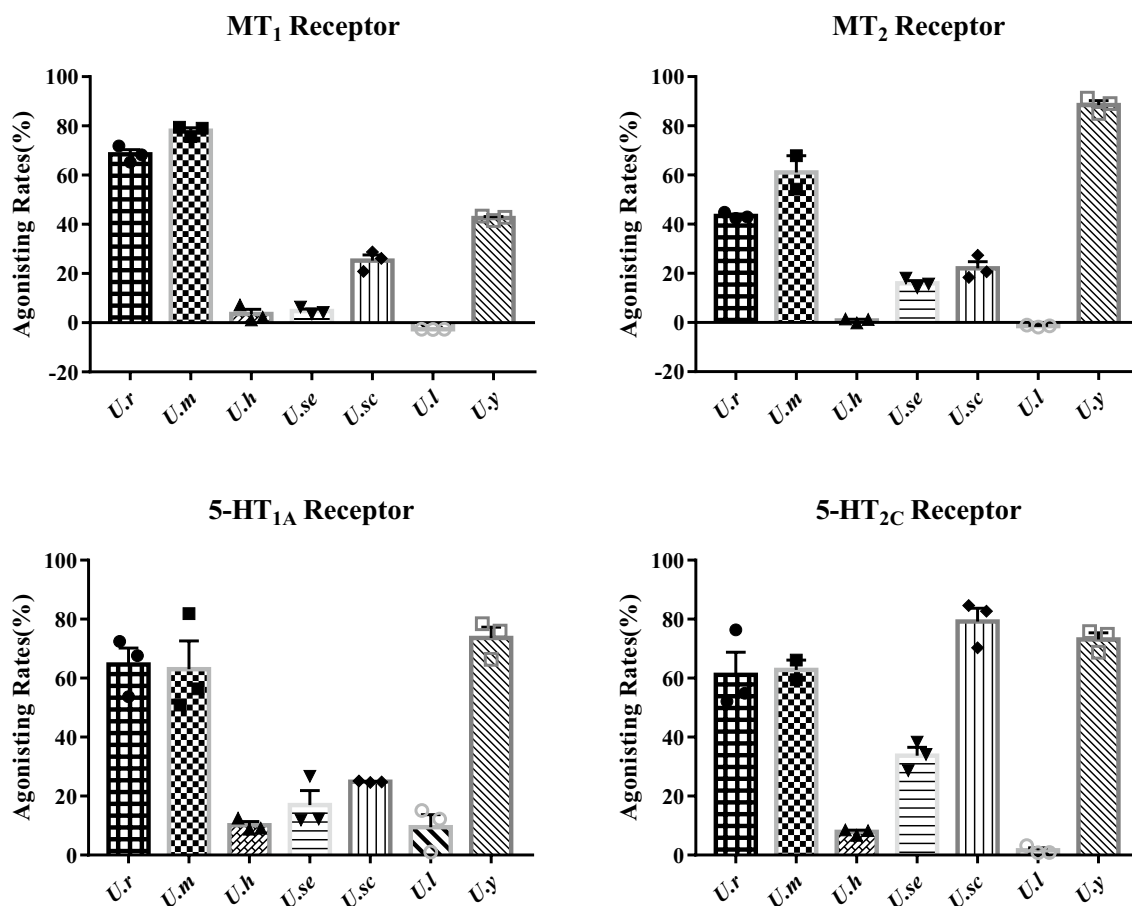 MT₁ Receptor
Agonisting Rates(%)
100
80
60
40
20
0
-20
U.r U.m U.h U.se U.sc U.l U.y
MT₂ Receptor
Agonisting Rates(%)
100
80
60
40
20
0
-20
U.r U.m U.h U.se U.sc U.l U.y
5-HT₁A Receptor
Agonisting Rates(%)
100
80
60
40
20
0
U.r U.m U.h U.se U.sc U.l U.y
5-HT₂C Receptor
Agonisting Rates(%)
100
80
60
40
20
0
U.r U.m U.h U.se U.sc U.l U.y